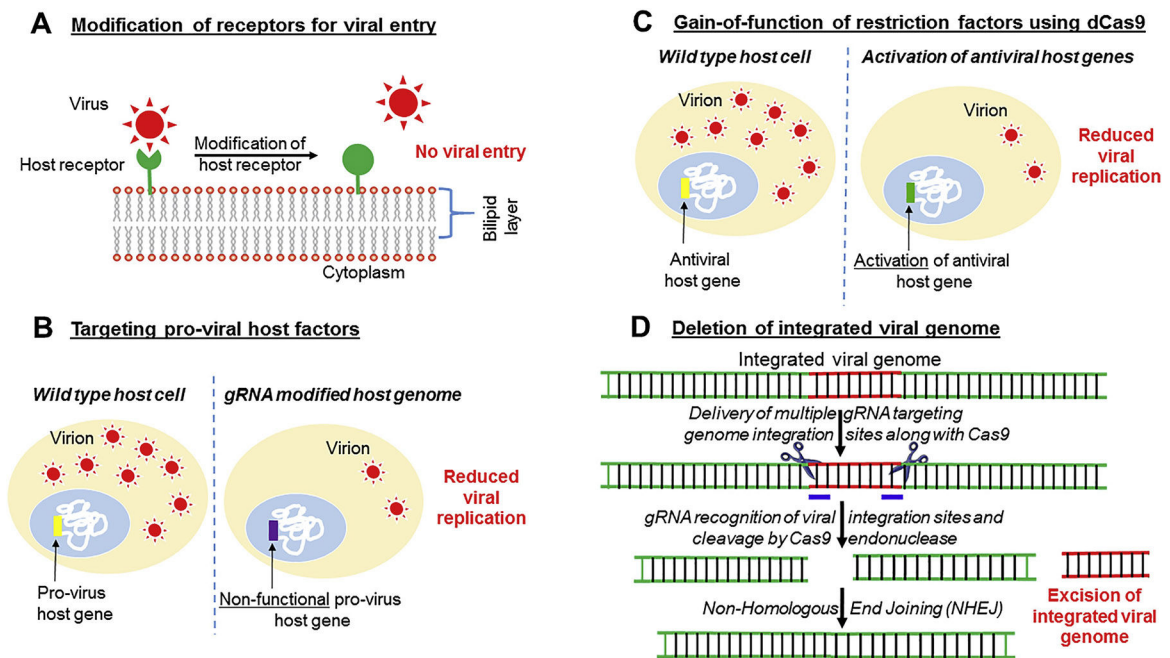 A Modification of receptors for viral entry
Virus
Host receptor
Modification of
host receptor
No viral entry
Bilipid
layer
Cytoplasm
B Targeting pro-viral host factors
Wild type host cell
gRNA modified host genome
Virion
Virion
Reduced
viral
replication
Pro-virus
host gene
Non-functional pro-virus
host gene
C Gain-of-function of restriction factors using dCas9
Wild type host cell
Activation of antiviral host genes
Virion
Virion
Reduced
viral
replication
Antiviral
host gene
Activation of antiviral
host gene
D Deletion of integrated viral genome
Integrated viral genome
Delivery of multiple gRNA targeting
genome integration sites along with Cas9
gRNA recognition of viral integration sites and
cleavage by Cas9 endonuclease
Non-Homologous End Joining (NHEJ)
Excision of
integrated viral
genome